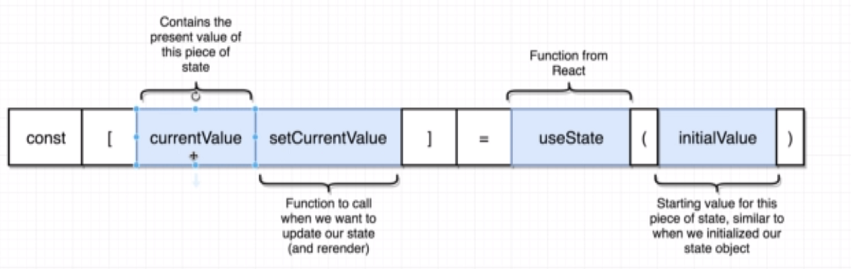 Contains the
present value of
this piece of
state
Function from
React
const [ currentValue setCurrentValue ] = useState ( initialValue )
Function to call
when we want to
update our state
(and rerender)
Starting value for this
piece of state, similar to
when we initialized our
state object